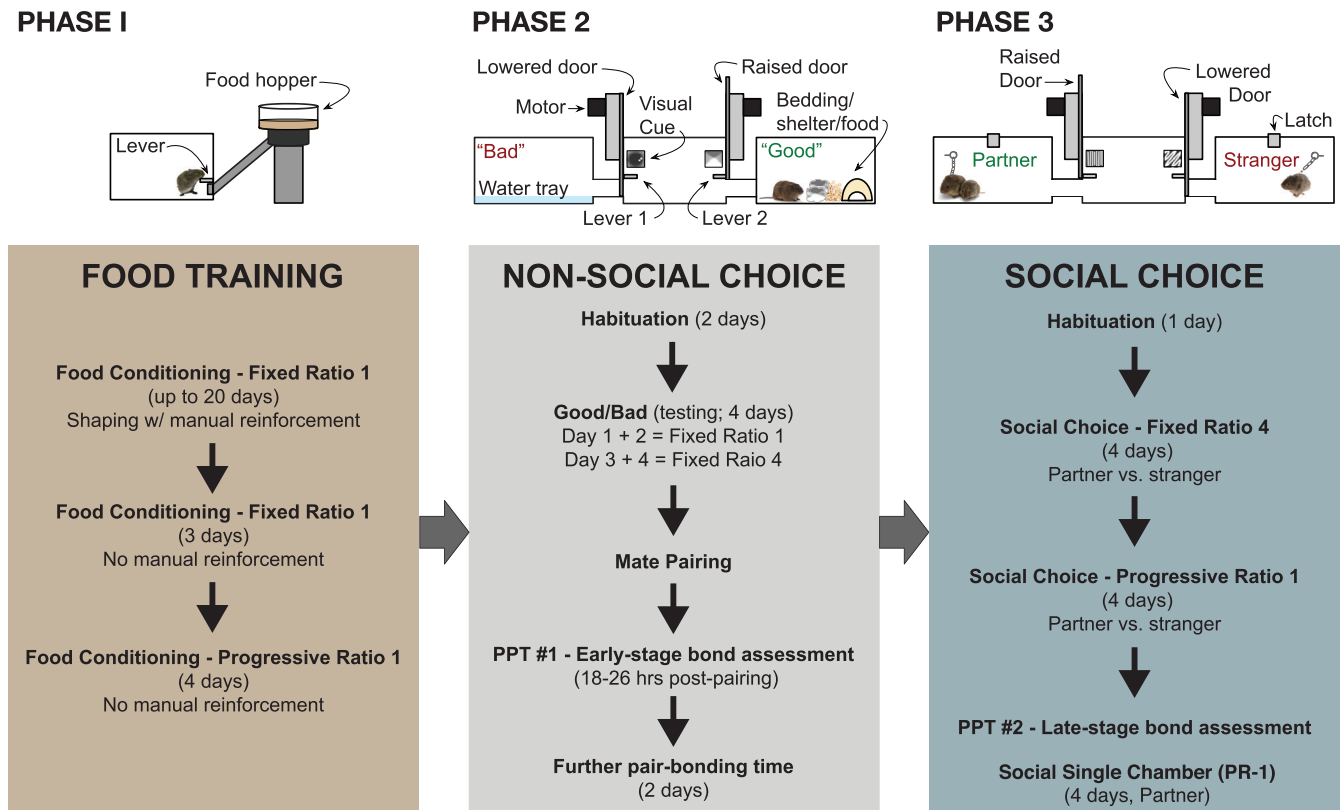 PHASE I
Food hopper
Lever
FOOD TRAINING
Food Conditioning - Fixed Ratio 1
(up to 20 days)
Shaping w/ manual reinforcement
Food Conditioning - Fixed Ratio 1
(3 days)
No manual reinforcement
Food Conditioning - Progressive Ratio 1
(4 days)
No manual reinforcement
PHASE 2
Lowered door
Raised door
Motor
Visual
Cue
Bedding/
shelter/food
“Bad”
“Good”
Water tray
Lever 1
Lever 2
NON-SOCIAL CHOICE
Habituation (2 days)
Good/Bad (testing; 4 days)
Day 1 + 2 = Fixed Ratio 1
Day 3 + 4 = Fixed Raio 4
Mate Pairing
PPT #1 - Early-stage bond assessment
(18-26 hrs post-pairing)
Further pair-bonding time
(2 days)
PHASE 3
Raised
Door
Lowered
Door
Latch
Partner
Stranger
SOCIAL CHOICE
Habituation (1 day)
Social Choice - Fixed Ratio 4
(4 days)
Partner vs. stranger
Social Choice - Progressive Ratio 1
(4 days)
Partner vs. stranger
PPT #2 - Late-stage bond assessment
Social Single Chamber (PR-1)
(4 days, Partner)